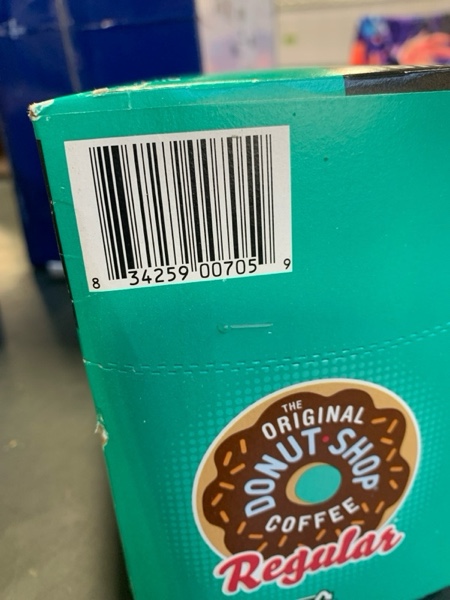 8 34259 00705 9
THE
ORIGINAL
DONUT SHOP
COFFEE
Regular